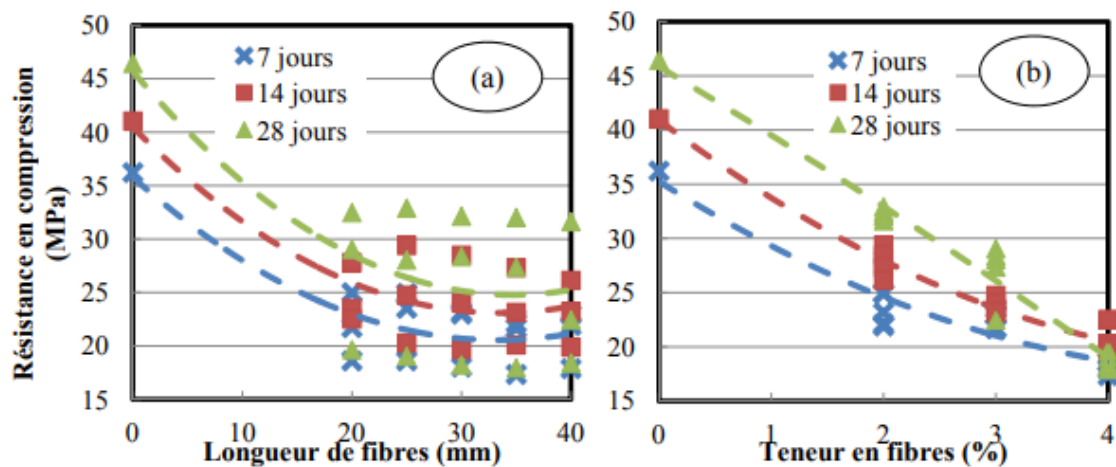 Résistance en compression
(MPa)
50
45
40
35
30
25
20
15
0
10
20
30
40
Longueur de fibres (mm)
7 jours
14 jours
28 jours
(a)
50
45
40
35
30
25
20
15
0
1
2
3
4
Teneur en fibres (%)
7 jours
14 jours
28 jours
(b)